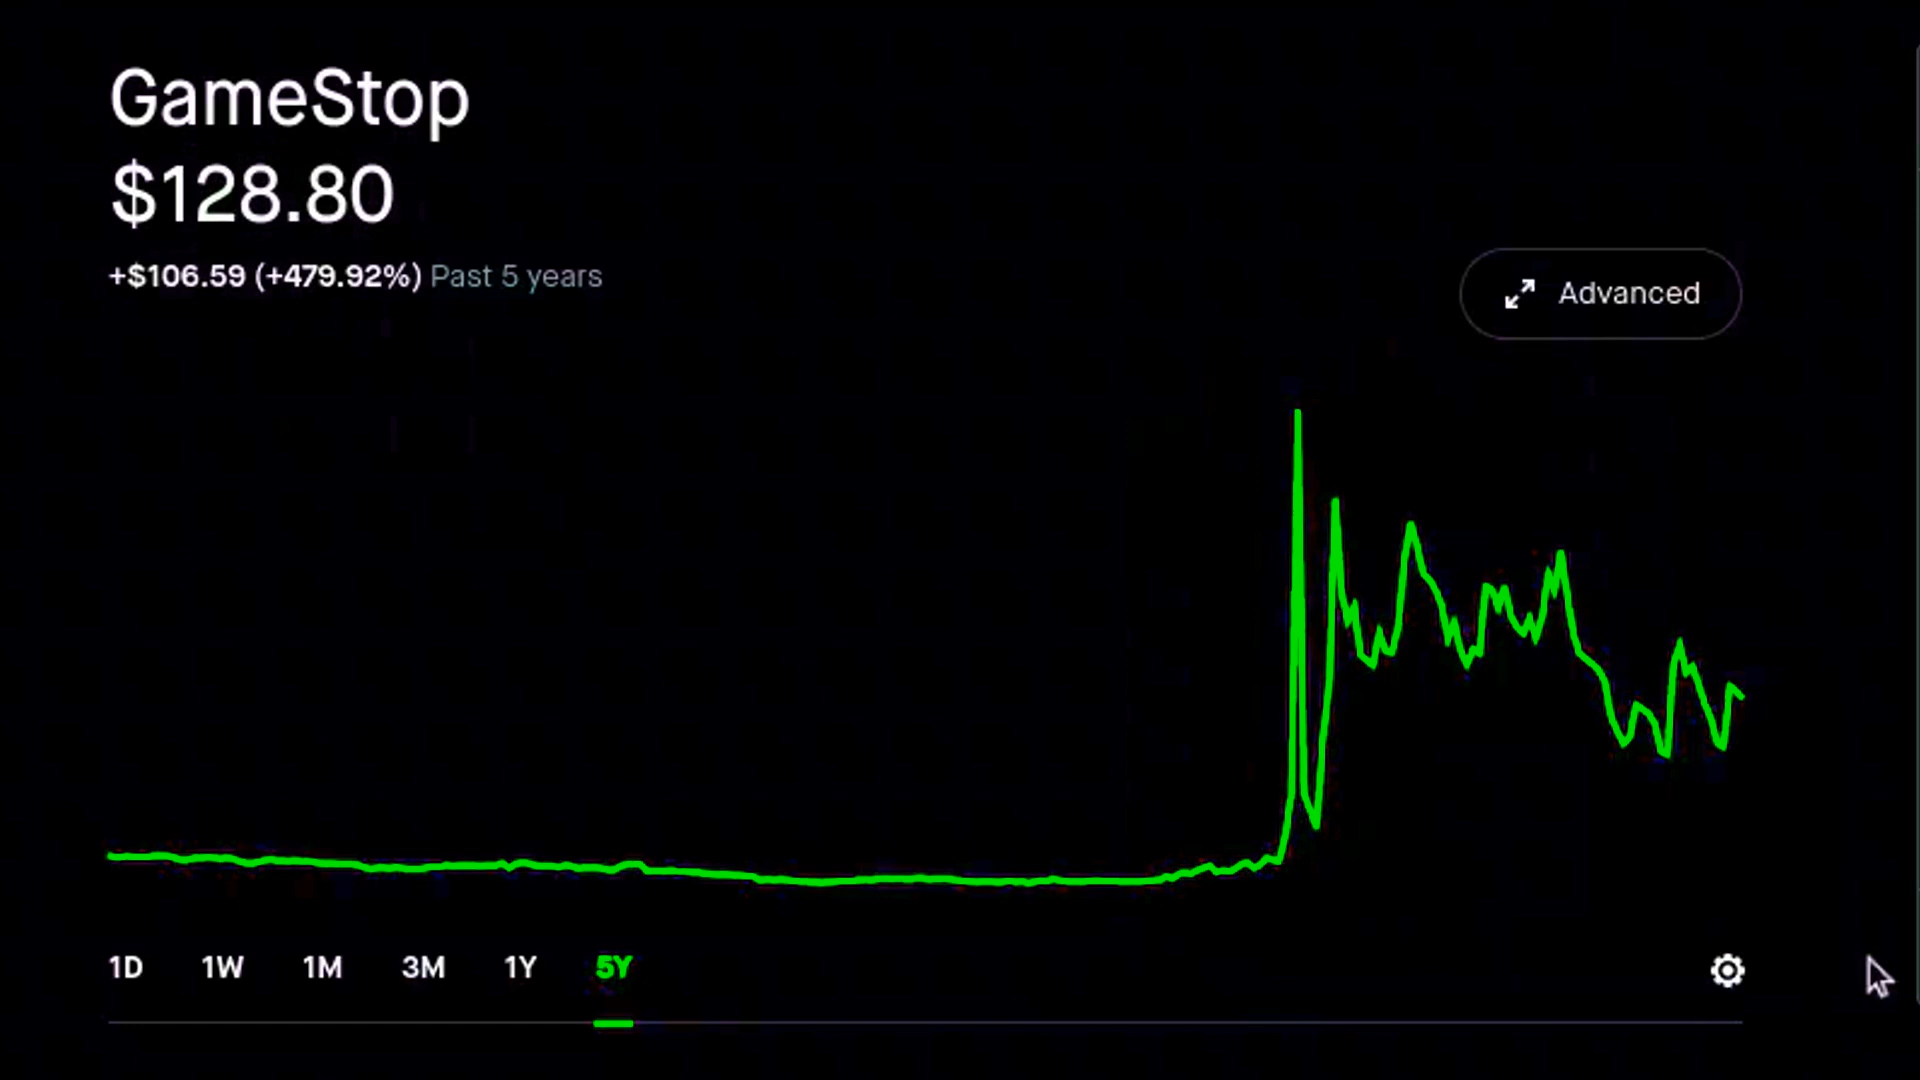 GameStop
$128.80
+$106.59 (+479.92%) Past 5 years
Advanced
1D 1W 1M 3M 1Y 5Y